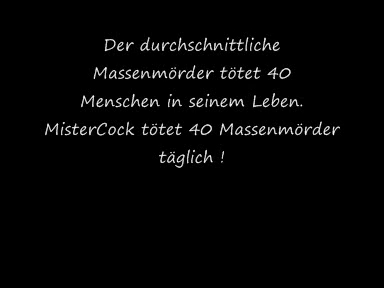 Der durchschnittliche
Massenmörder tötet 40
Menschen in seinem Leben.
MisterCock tötet 40 Massenmörder
täglich !